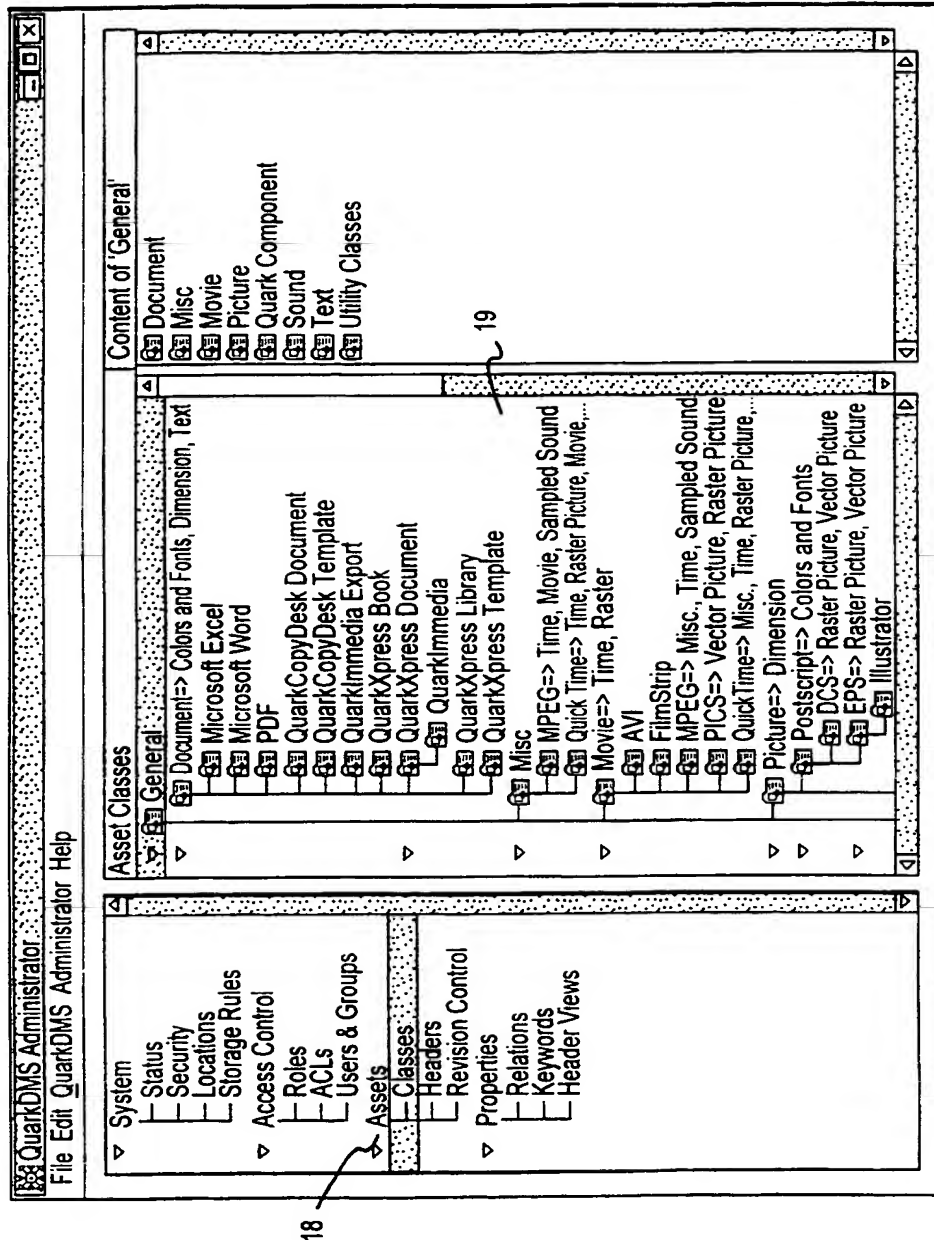 QuarkDMS Administrator
File Edit QuarkDMS Administrator Help
System
Status
Security
Locations
Storage Rules
Access Control
Roles
ACLs
Users & Groups
Assets
Classes
Headers
Revision Control
Properties
Relations
Keywords
Header Views
18
Asset Classes
General
Document=> Colors and Fonts, Dimension, Text
Microsoft Excel
Microsoft Word
PDF
QuarkCopyDesk Document
QuarkCopyDesk Template
QuarkImmedia Export
QuarkXpress Book
QuarkXpress Document
QuarkImmedia
QuarkXpress Library
QuarkXpress Template
Misc
MPEG=> Time, Movie, Sampled Sound
Quick Time=> Time, Raster Picture, Movie,...
Movie=> Time, Raster
AVI
FilmStrip
MPEG=> Misc., Time, Sampled Sound
PICS=> Vector Picture, Raster Picture
QuickTime=> Misc., Time, Raster Picture,...
Picture=> Dimension
Postscript=> Colors and Fonts
DCS=> Raster Picture, Vector Picture
EPS=> Raster Picture, Vector Picture
Illustrator
19
Content of 'General'
Document
Misc
Movie
Picture
Quark Component
Sound
Text
Utility Classes